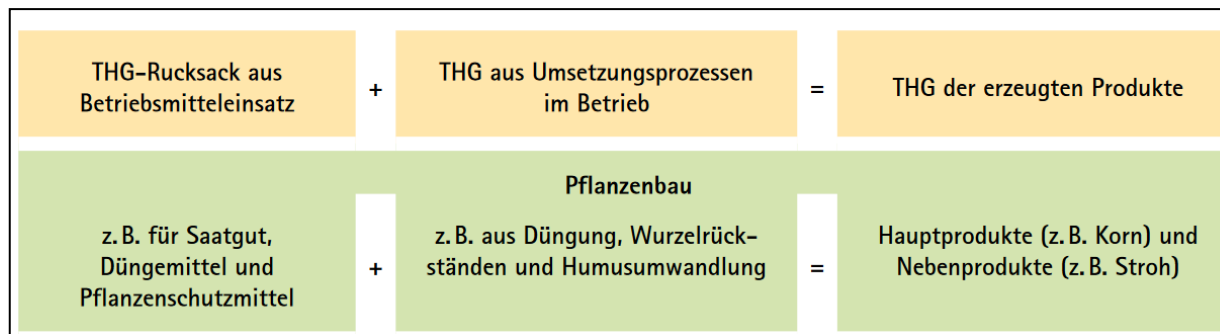 THG-Rucksack aus
Betriebsmitteleinsatz
+
THG aus Umsetzungsprozessen
im Betrieb
=
THG der erzeugten Produkte
Pflanzenbau
z. B. für Saatgut,
Düngemittel und
Pflanzenschutzmittel
+
z. B. aus Düngung, Wurzelrück-
ständen und Humusumwandlung
=
Hauptprodukte (z. B. Korn) und
Nebenprodukte (z. B. Stroh)